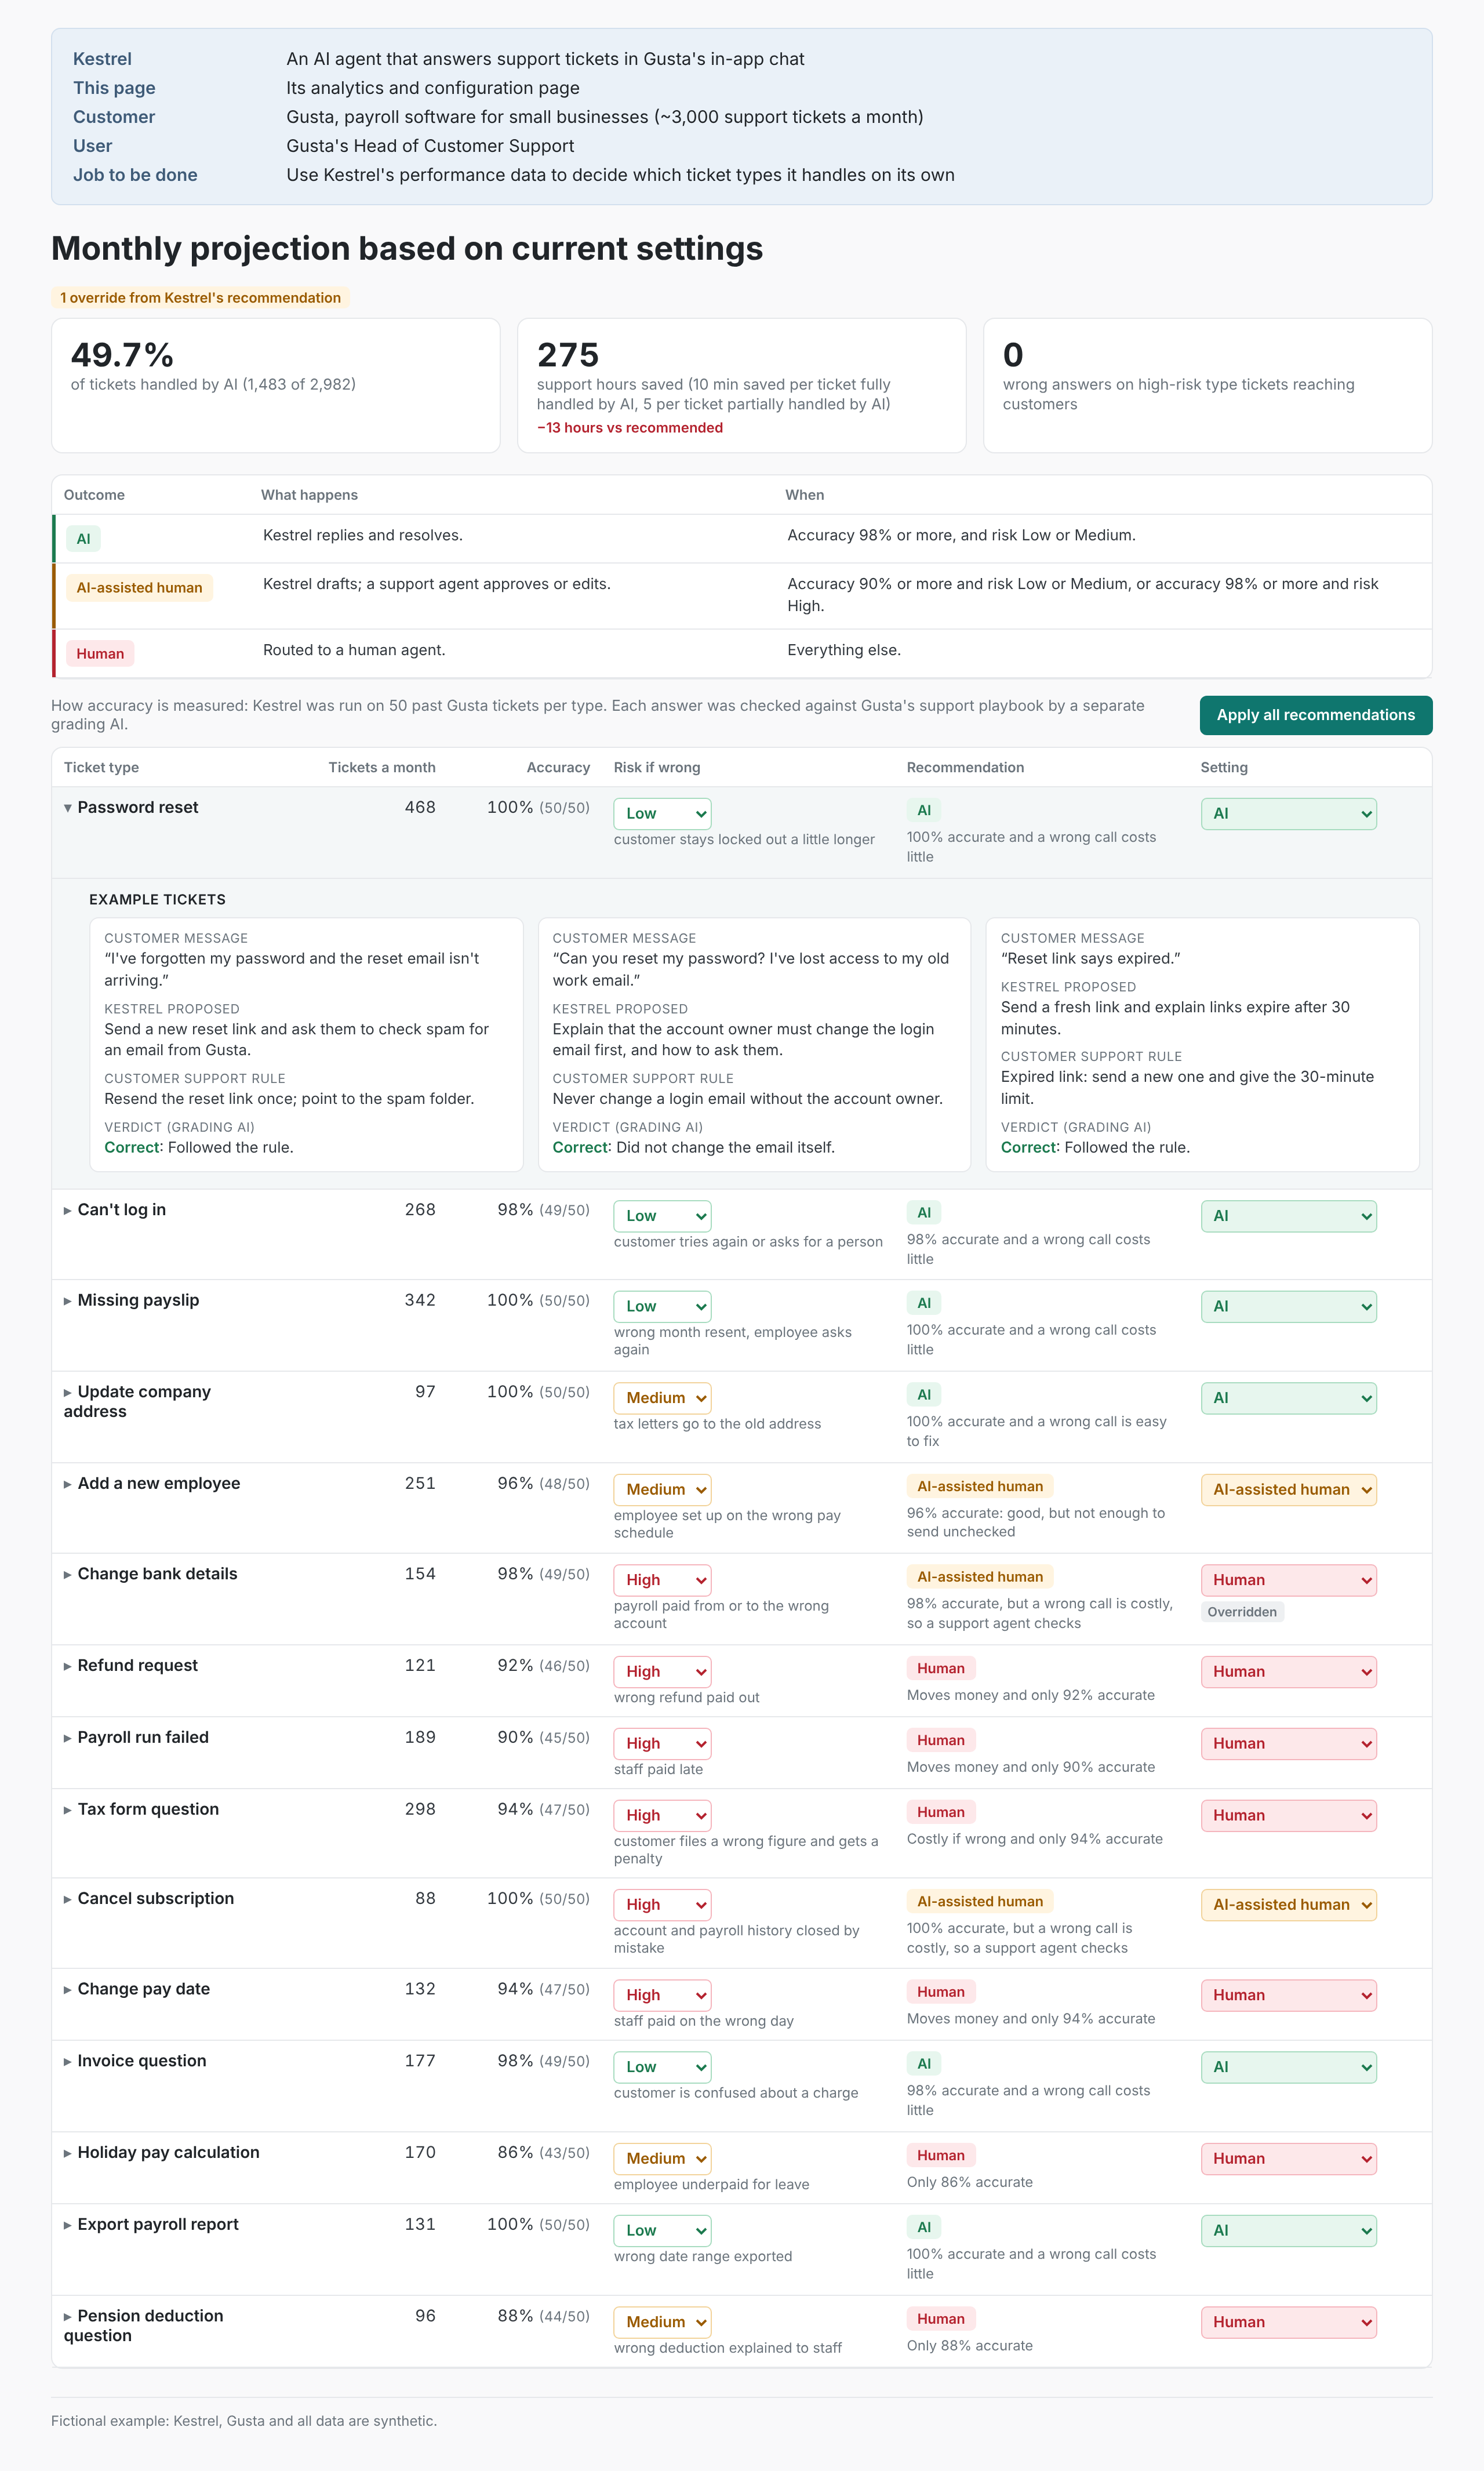 Kestrel An AI agent that answers support tickets in Gusta's in-app chat
This page Its analytics and configuration page
Customer Gusta, payroll software for small businesses (~3,000 support tickets a month)
User Gusta's Head of Customer Support
Job to be done Use Kestrel's performance data to decide which ticket types it handles on its own
Monthly projection based on current settings
1 override from Kestrel's recommendation
49.7%
of tickets handled by AI (1,483 of 2,982)
275
support hours saved (10 min saved per ticket fully
handled by AI, 5 per ticket partially handled by AI)
−13 hours vs recommended
0
wrong answers on high-risk type tickets reaching
customers
Outcome What happens When
AI Kestrel replies and resolves. Accuracy 98% or more, and risk Low or Medium.
AI-assisted human Kestrel drafts; a support agent approves or edits. Accuracy 90% or more and risk Low or Medium, or accuracy 98% or more and risk
High.
Human Routed to a human agent. Everything else.
How accuracy is measured: Kestrel was run on 50 past Gusta tickets per type. Each answer was checked against Gusta's support playbook by a separate
grading AI.
Apply all recommendations
Ticket type Tickets a month Accuracy Risk if wrong Recommendation Setting
▾ Password reset 468 100% (50/50) Low AI AI
customer stays locked out a little longer 100% accurate and a wrong call costs
little
EXAMPLE TICKETS
CUSTOMER MESSAGE
“I've forgotten my password and the reset email isn't
arriving.”
KESTREL PROPOSED
Send a new reset link and ask them to check spam for
an email from Gusta.
CUSTOMER SUPPORT RULE
Resend the reset link once; point to the spam folder.
VERDICT (GRADING AI)
Correct: Followed the rule.
CUSTOMER MESSAGE
“Can you reset my password? I've lost access to my old
work email.”
KESTREL PROPOSED
Explain that the account owner must change the login
email first, and how to ask them.
CUSTOMER SUPPORT RULE
Never change a login email without the account owner.
VERDICT (GRADING AI)
Correct: Did not change the email itself.
CUSTOMER MESSAGE
“Reset link says expired.”
KESTREL PROPOSED
Send a fresh link and explain links expire after 30
minutes.
CUSTOMER SUPPORT RULE
Expired link: send a new one and give the 30-minute
limit.
VERDICT (GRADING AI)
Correct: Followed the rule.
▸ Can't log in 268 98% (49/50) Low AI AI
customer tries again or asks for a person 98% accurate and a wrong call costs
little
▸ Missing payslip 342 100% (50/50) Low AI AI
wrong month resent, employee asks 100% accurate and a wrong call costs
again little
▸ Update company 97 100% (50/50) Medium AI AI
address tax letters go to the old address 100% accurate and a wrong call is easy
to fix
▸ Add a new employee 251 96% (48/50) Medium AI-assisted human AI-assisted human
employee set up on the wrong pay 96% accurate: good, but not enough to
schedule send unchecked
▸ Change bank details 154 98% (49/50) High AI-assisted human Human
payroll paid from or to the wrong 98% accurate, but a wrong call is costly, Overridden
account so a support agent checks
▸ Refund request 121 92% (46/50) High Human Human
wrong refund paid out Moves money and only 92% accurate
▸ Payroll run failed 189 90% (45/50) High Human Human
staff paid late Moves money and only 90% accurate
▸ Tax form question 298 94% (47/50) High Human Human
customer files a wrong figure and gets a Costly if wrong and only 94% accurate
penalty
▸ Cancel subscription 88 100% (50/50) High AI-assisted human AI-assisted human
account and payroll history closed by 100% accurate, but a wrong call is
mistake costly, so a support agent checks
▸ Change pay date 132 94% (47/50) High Human Human
staff paid on the wrong day Moves money and only 94% accurate
▸ Invoice question 177 98% (49/50) Low AI AI
customer is confused about a charge 98% accurate and a wrong call costs
little
▸ Holiday pay calculation 170 86% (43/50) Medium Human Human
employee underpaid for leave Only 86% accurate
▸ Export payroll report 131 100% (50/50) Low AI AI
wrong date range exported 100% accurate and a wrong call costs
little
▸ Pension deduction 96 88% (44/50) Medium Human Human
question wrong deduction explained to staff Only 88% accurate
Fictional example: Kestrel, Gusta and all data are synthetic.